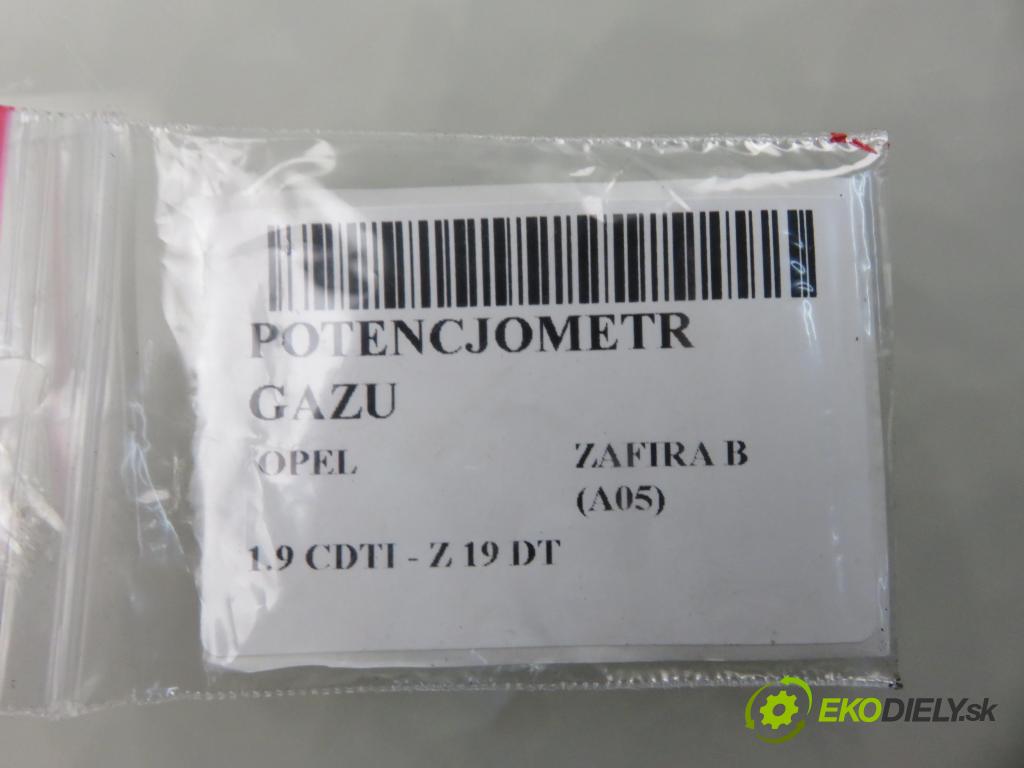 POTENCJOMETR
GAZU
OPEL ZAFIRA B
(A05)
1.9 CDTI - Z 19 DT
EKODIELY.sk